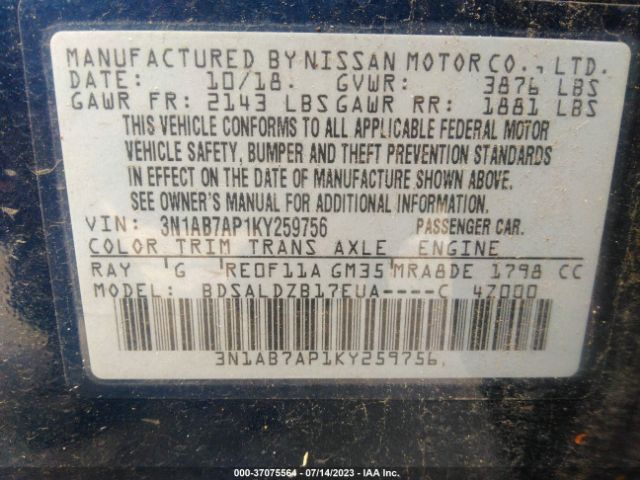 MANUFACTURED BY NISSAN MOTOR CO., LTD.
DATE: 10/18. GVWR: 3876 LBS
GAWR FR: 2143 LBS GAWR RR: 1881 LBS
THIS VEHICLE CONFORMS TO ALL APPLICABLE FEDERAL MOTOR
VEHICLE SAFETY, BUMPER AND THEFT PREVENTION STANDARDS
IN EFFECT ON THE DATE OF MANUFACTURE SHOWN ABOVE.
SEE OWNER'S MANUAL FOR ADDITIONAL INFORMATION.
VIN: 3N1AB7AP1KY259756 PASSENGER CAR.
COLOR TRIM TRANS AXLE ENGINE
RAY G RE0F11A GM35 MRA8DE 1798 CC
MODEL: BDSALDZB17EUA----C 4Z000
3N1AB7AP1KY259756
000-37075564 - 07/14/2023 - IAA Inc.